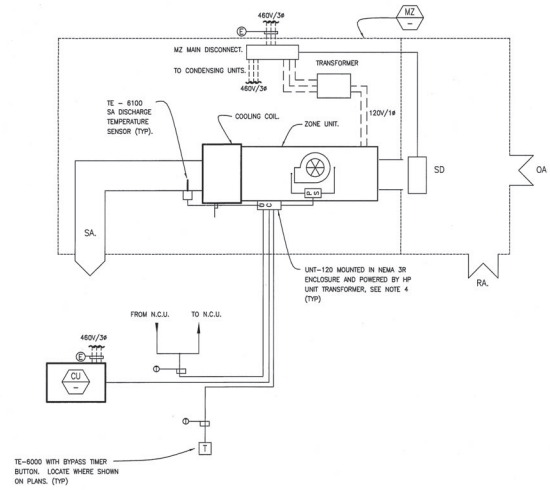 460V/3ø
E
MZ
-
MZ MAIN DISCONNECT.
TRANSFORMER
TO CONDENSING UNITS.
460V/3ø
TE - 6100
SA DISCHARGE
TEMPERATURE
SENSOR (TYP).
COOLING COIL.
ZONE UNIT.
120V/1ø
SD
OA
P S
D C
SA.
RA.
UNT-120 MOUNTED IN NEMA 3R
ENCLOSURE AND POWERED BY HP
UNIT TRANSFORMER, SEE NOTE 4
(TYP)
FROM N.C.U.
TO N.C.U.
460V/3ø
E
CU
-
T
TE-6000 WITH BYPASS TIMER
BUTTON. LOCATE WHERE SHOWN
ON PLANS. (TYP)